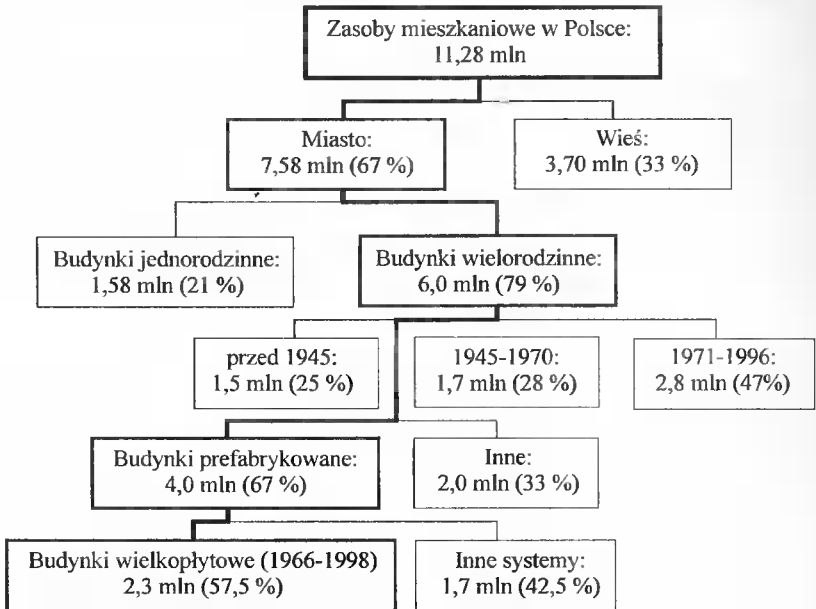 Zasoby mieszkaniowe w Polsce:
11,28 mln
Miasto:
7,58 mln (67 %)
Wieś:
3,70 mln (33 %)
Budynki jednorodzinne:
1,58 mln (21 %)
Budynki wielorodzinne:
6,0 mln (79 %)
przed 1945:
1,5 mln (25 %)
1945-1970:
1,7 mln (28 %)
1971-1996:
2,8 mln (47%)
Budynki prefabrykowane:
4,0 mln (67 %)
Inne:
2,0 mln (33 %)
Budynki wielkopłytowe (1966-1998)
2,3 mln (57,5 %)
Inne systemy:
1,7 mln (42,5 %)